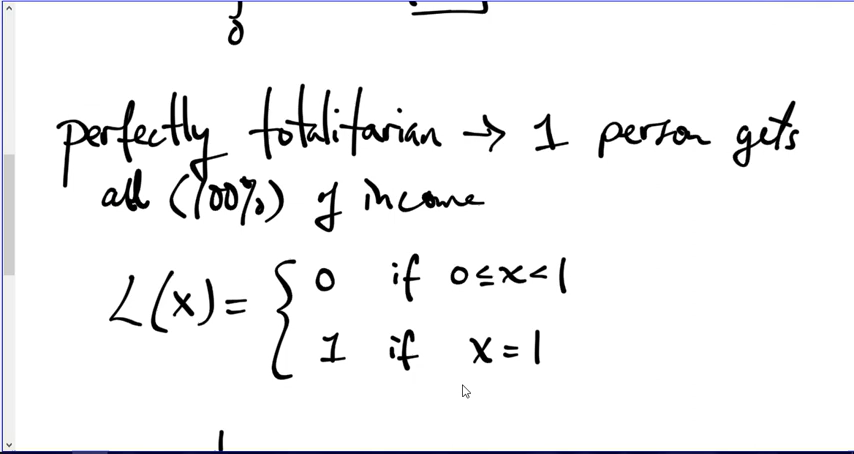 perfectly totalitarian → 1 person gets
all (100%) of income
L(x) = { 0 if 0 ≤ x < 1
1 if x = 1